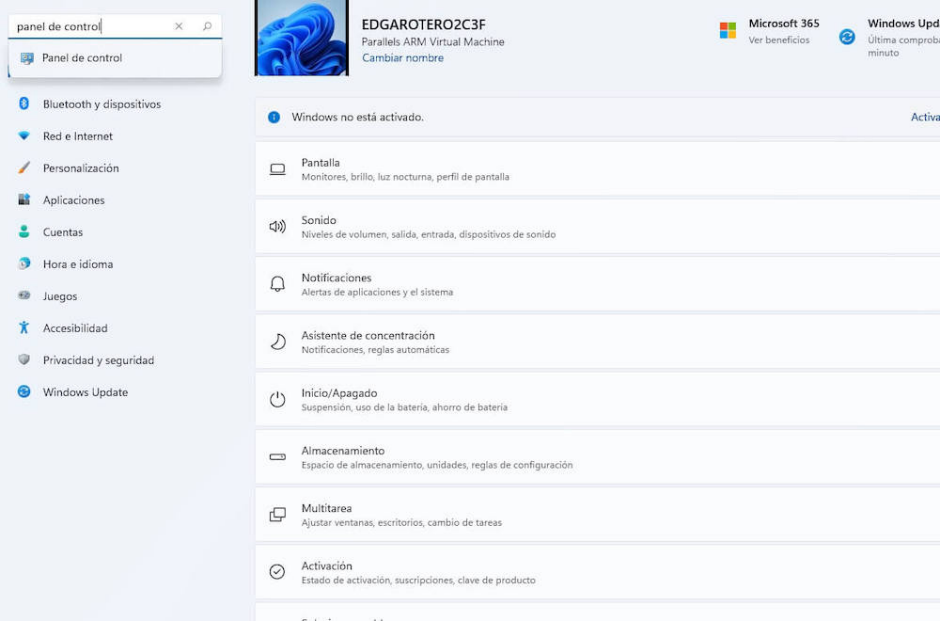 panel de control
Panel de control
Bluetooth y dispositivos
Red e Internet
Personalización
Aplicaciones
Cuentas
Hora e idioma
Juegos
Accesibilidad
Privacidad y seguridad
Windows Update
EDGAROTERO2C3F
Parallels ARM Virtual Machine
Cambiar nombre
Microsoft 365
Ver beneficios
Windows Upd
Última comproba
minuto
Windows no está activado.
Activa
Pantalla
Monitores, brillo, luz nocturna, perfil de pantalla
Sonido
Niveles de volumen, salida, entrada, dispositivos de sonido
Notificaciones
Alertas de aplicaciones y el sistema
Asistente de concentración
Notificaciones, reglas automáticas
Inicio/Apagado
Suspensión, uso de la batería, ahorro de batería
Almacenamiento
Espacio de almacenamiento, unidades, reglas de configuración
Multitarea
Ajustar ventanas, escritorios, cambio de tareas
Activación
Estado de activación, suscripciones, clave de producto